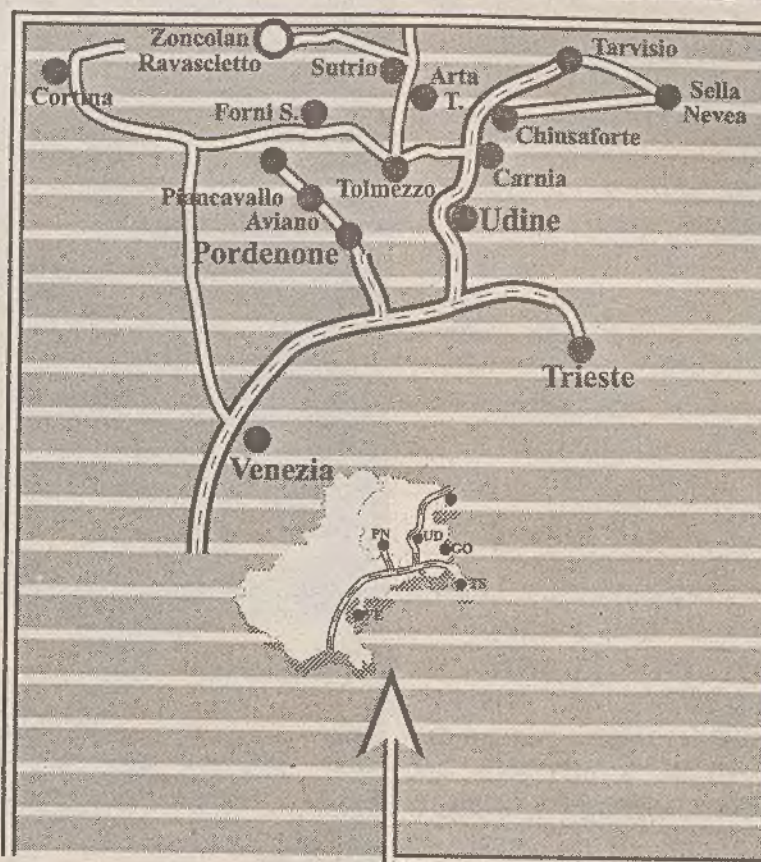 Zoncolan
Ravascletto
Tarvisio
Cortina
Sutrio
Arta
T.
Sella
Nevea
Forni S.
Chiusaforte
Carnia
Tolmezzo
Piancavallo
Aviano
Udine
Pordenone
Trieste
Venezia
PN
UD
GO
TS
VE